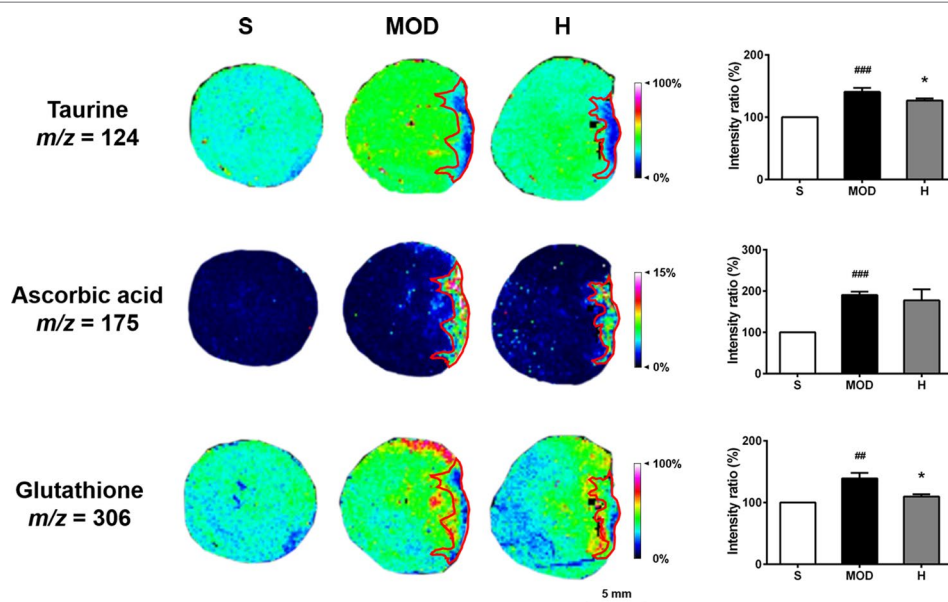 S MOD H
Taurine
m/z = 124
100%
0%
Intensity ratio (%)
200
100
0
###
*
S MOD H
Ascorbic acid
m/z = 175
15%
0%
Intensity ratio (%)
300
200
100
0
###
S MOD H
Glutathione
m/z = 306
100%
0%
5 mm
Intensity ratio (%)
200
100
0
##
*
S MOD H